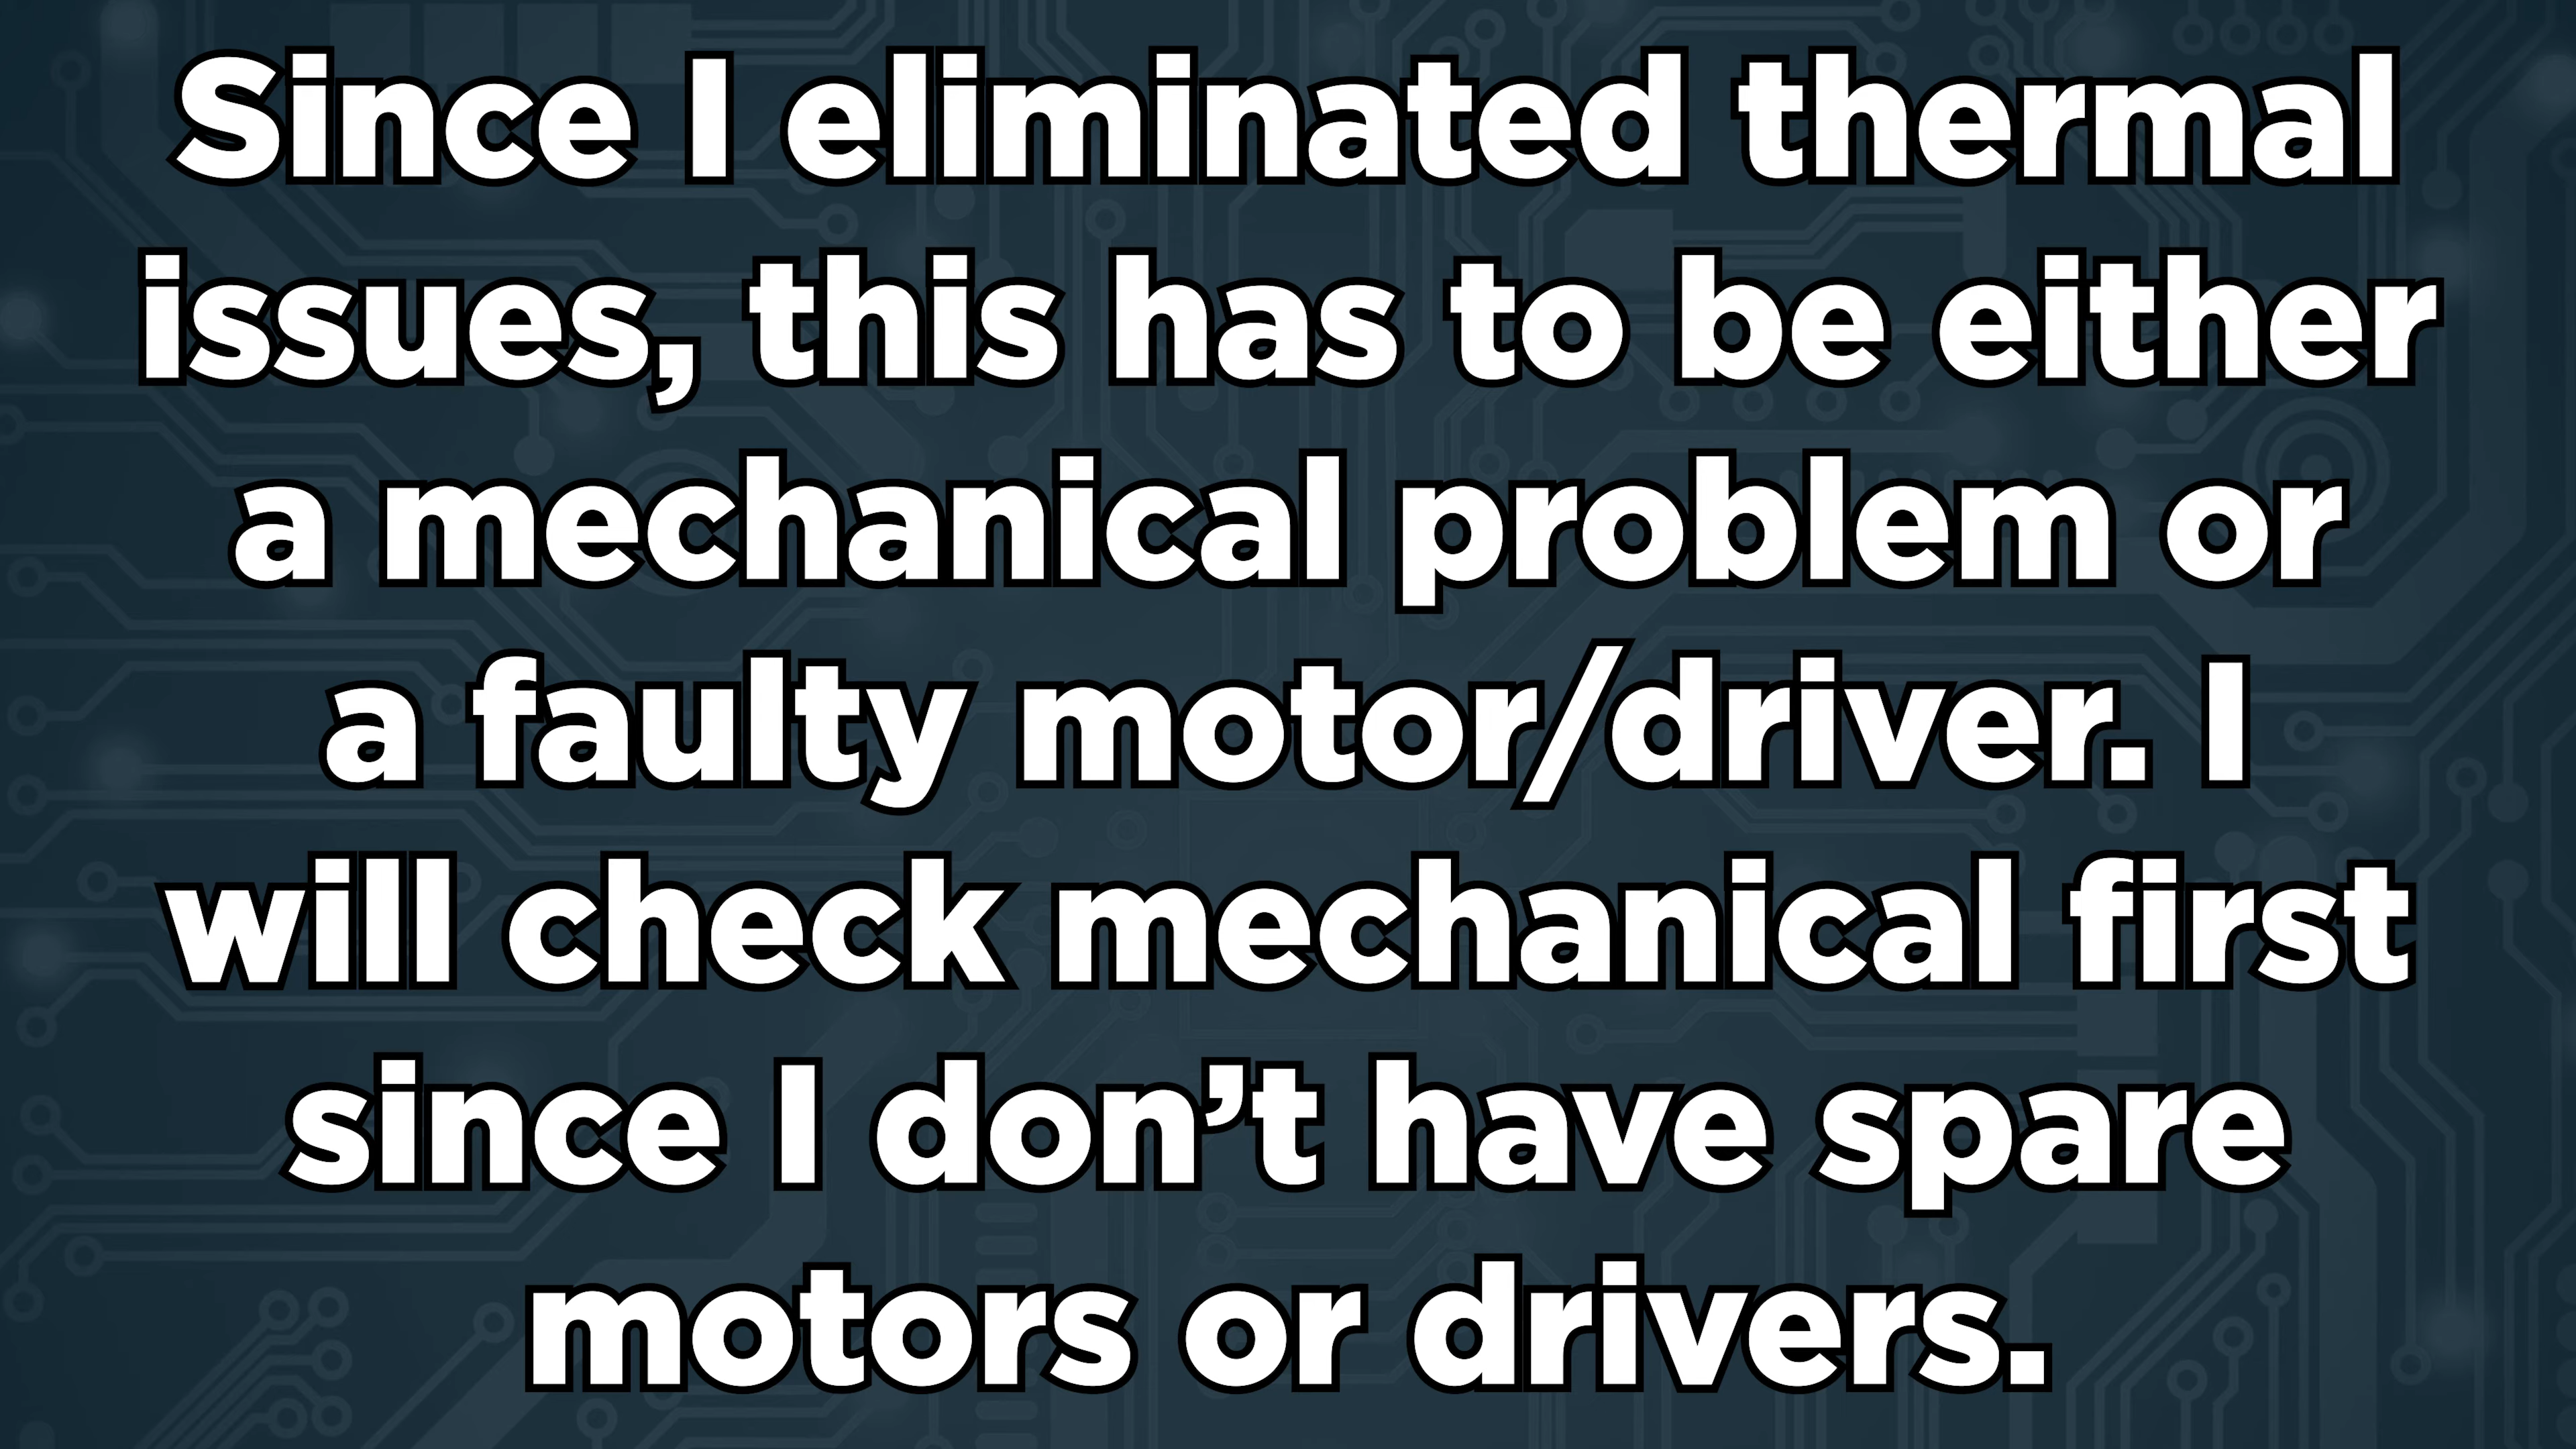 Since I eliminated thermal
issues, this has to be either
a mechanical problem or
a faulty motor/driver. I
will check mechanical first
since I don’t have spare
motors or drivers.